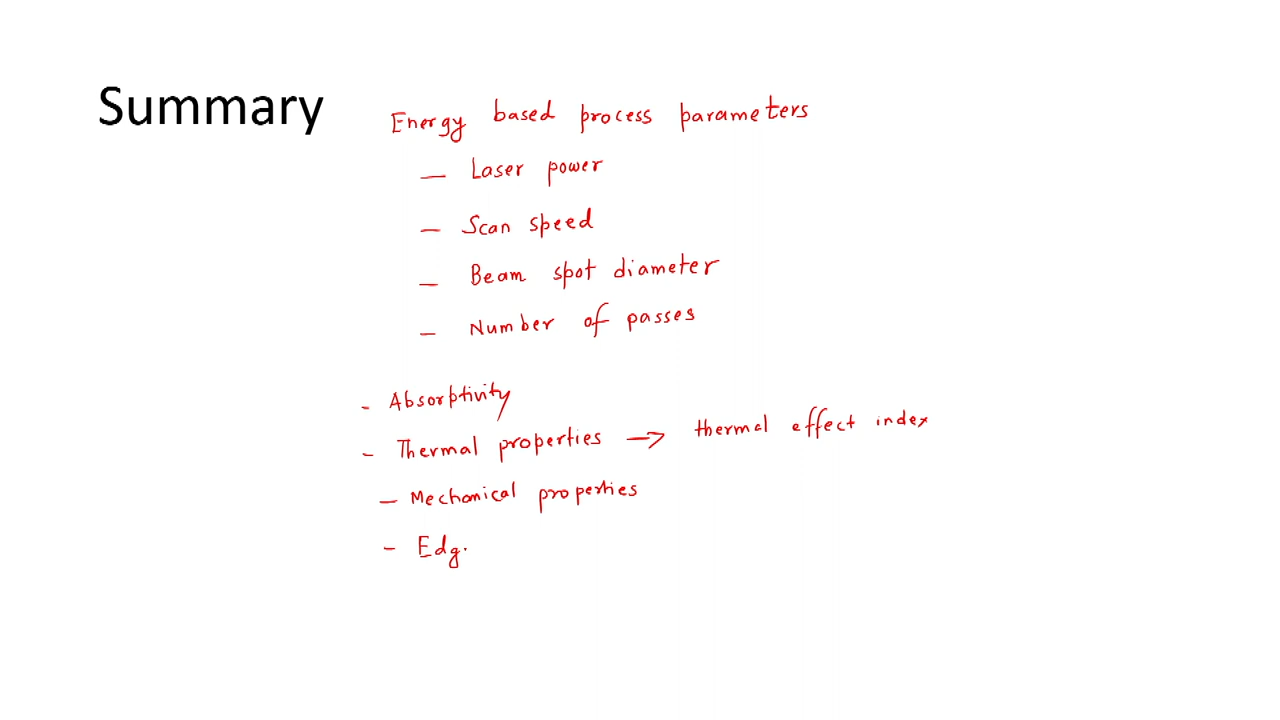 Summary
Energy based process parameters
— Laser power
— Scan speed
— Beam spot diameter
— Number of passes
- Absorptivity
- Thermal properties → thermal effect index
- Mechanical properties
- Edg